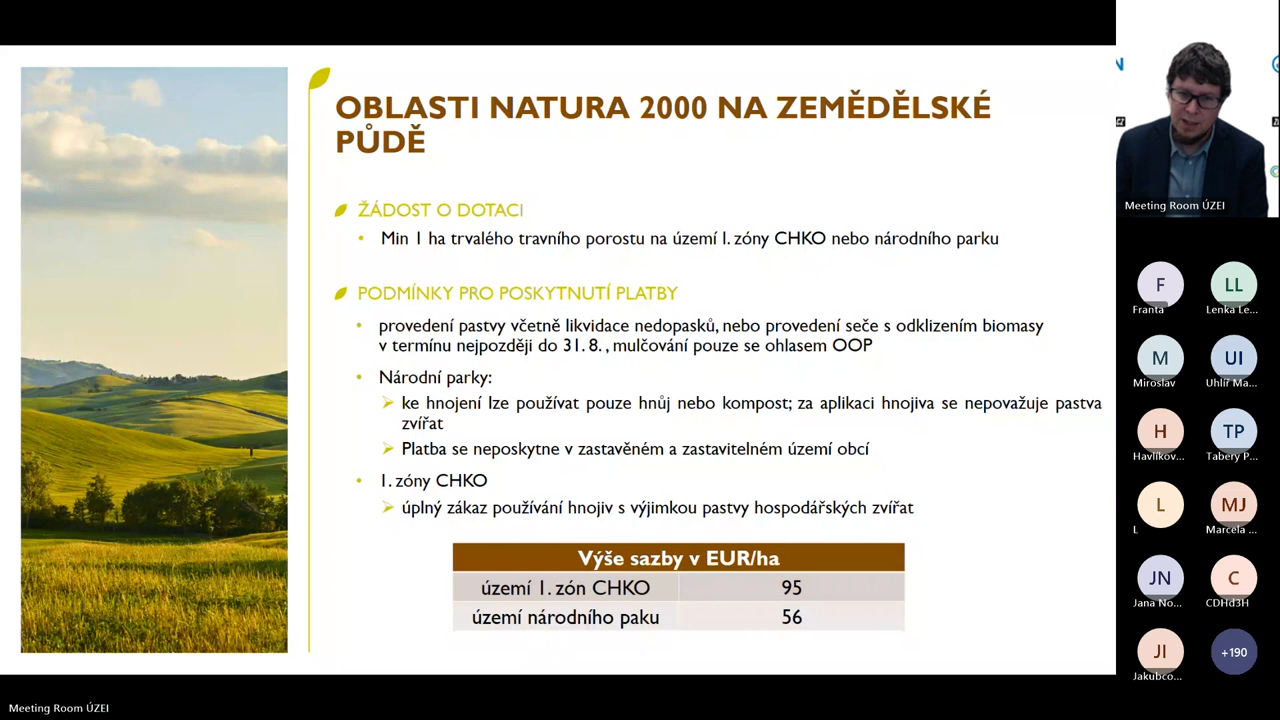 OBLASTI NATURA 2000 NA ZEMĚDĚLSKÉ
PŮDĚ
ŽÁDOST O DOTACI
• Min 1 ha trvalého travního porostu na území I. zóny CHKO nebo národního parku
PODMÍNKY PRO POSKYTNUTÍ PLATBY
• provedení pastvy včetně likvidace nedopasků, nebo provedení seče s odklizením biomasy
v termínu nejpozději do 31. 8. , mulčování pouze se ohlasem OOP
• Národní parky:
ke hnojení lze používat pouze hnůj nebo kompost; za aplikaci hnojiva se nepovažuje pastva
zvířat
Platba se neposkytne v zastavěném a zastavitelném území obcí
• 1. zóny CHKO
úplný zákaz používání hnojiv s výjimkou pastvy hospodářských zvířat
Výše sazby v EUR/ha
území 1. zón CHKO 95
území národního paku 56
Meeting Room ÚZEI
F LL
Franta Lenka Le...
M UI
Miroslav Uhlíř Ma...
H TP
Havlíkov... Tabery P...
L MJ
L Marcela ...
JN C
Jana No... CDHd3H
JI +190
Jakubco...
Meeting Room ÚZEI